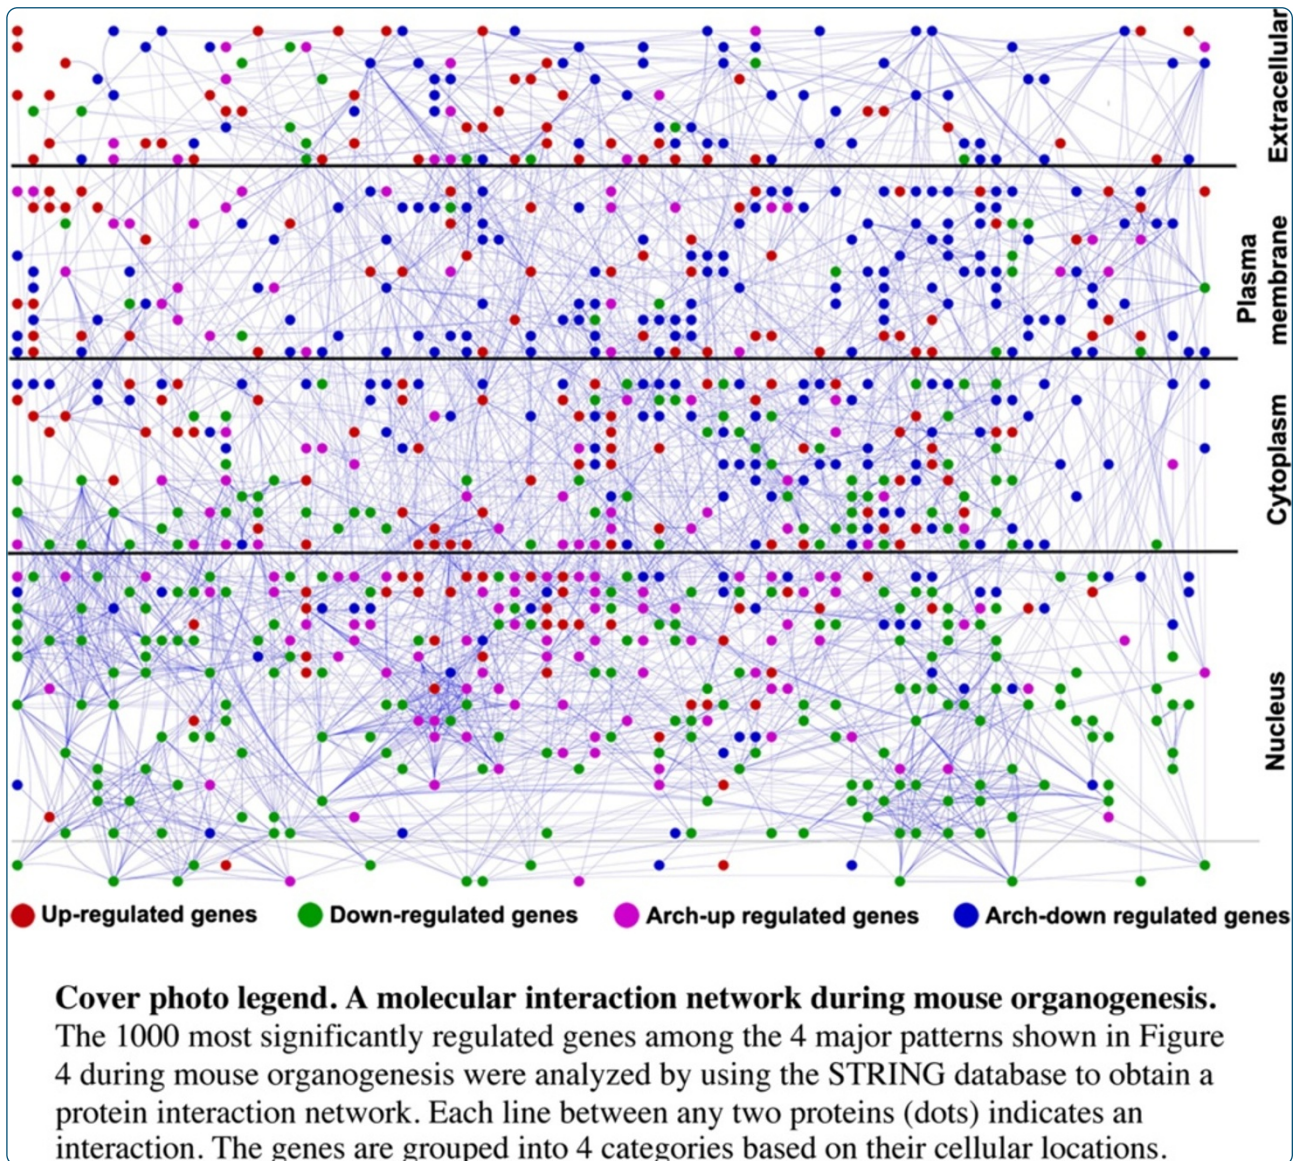 Extracellular
Plasma
membrane
Cytoplasm
Nucleus
Up-regulated genes
Down-regulated genes
Arch-up regulated genes
Arch-down regulated genes
Cover photo legend. A molecular interaction network during mouse organogenesis.
The 1000 most significantly regulated genes among the 4 major patterns shown in Figure
4 during mouse organogenesis were analyzed by using the STRING database to obtain a
protein interaction network. Each line between any two proteins (dots) indicates an
interaction. The genes are grouped into 4 categories based on their cellular locations.